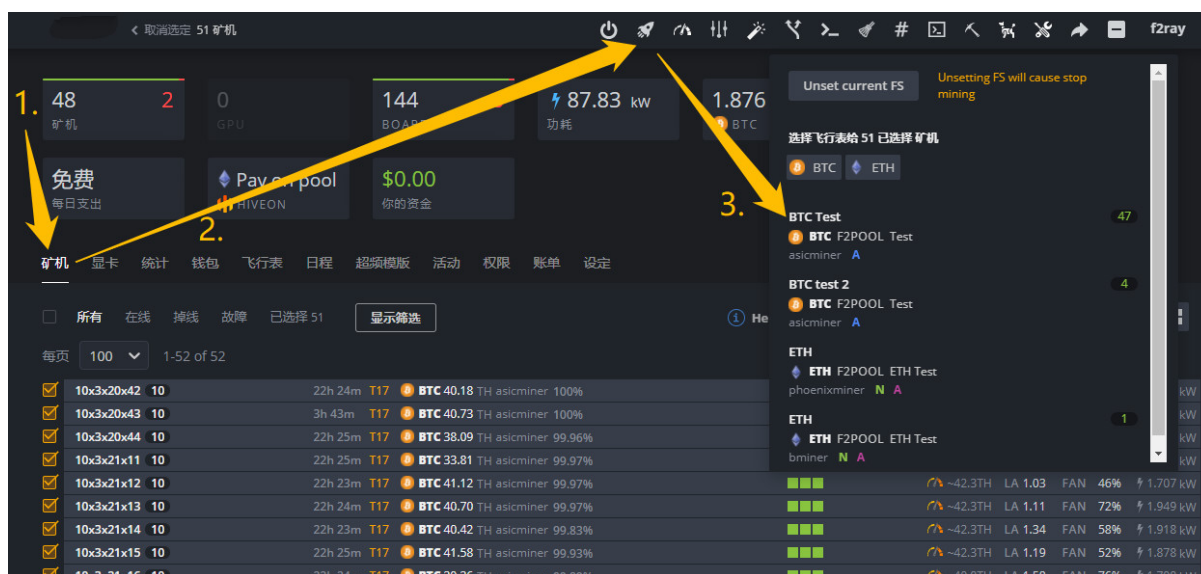 取消选定 51 矿机
f2ray
1.
48 2
矿机
0
GPU
144
BOARD
87.83 kw
功耗
1.876
BTC
免费
每日支出
Pay on pool
HIVEON
$0.00
你的资金
2.
3.
矿机 显卡 统计 钱包 飞行表 日程 超频模版 活动 权限 账单 设定
所有 在线 掉线 故障 已选择 51 显示筛选
He
每页 100 1-52 of 52
Unset current FS
Unsetting FS will cause stop
mining
选择飞行表给 51 已选择 矿机
BTC ETH
BTC Test 47
BTC F2POOL Test
asicminer A
BTC test 2 4
BTC F2POOL Test
asicminer A
ETH
ETH F2POOL ETH Test
phoenixminer N A
ETH 1
ETH F2POOL ETH Test
bminer N A
10x3x20x42 10 22h 24m T17 BTC 40.18 TH asicminer 100% kW
10x3x20x43 10 3h 43m T17 BTC 40.73 TH asicminer 100% kW
10x3x20x44 10 22h 25m T17 BTC 38.09 TH asicminer 99.96% kW
10x3x21x11 10 22h 25m T17 BTC 33.81 TH asicminer 99.97% kW
10x3x21x12 10 22h 23m T17 BTC 41.12 TH asicminer 99.97% ~42.3TH LA 1.03 FAN 46% 1.707 kW
10x3x21x13 10 22h 24m T17 BTC 40.70 TH asicminer 99.97% ~42.3TH LA 1.11 FAN 72% 1.949 kW
10x3x21x14 10 22h 23m T17 BTC 40.42 TH asicminer 99.83% ~42.3TH LA 1.34 FAN 58% 1.918 kW
10x3x21x15 10 22h 25m T17 BTC 41.58 TH asicminer 99.93% ~42.3TH LA 1.19 FAN 52% 1.878 kW